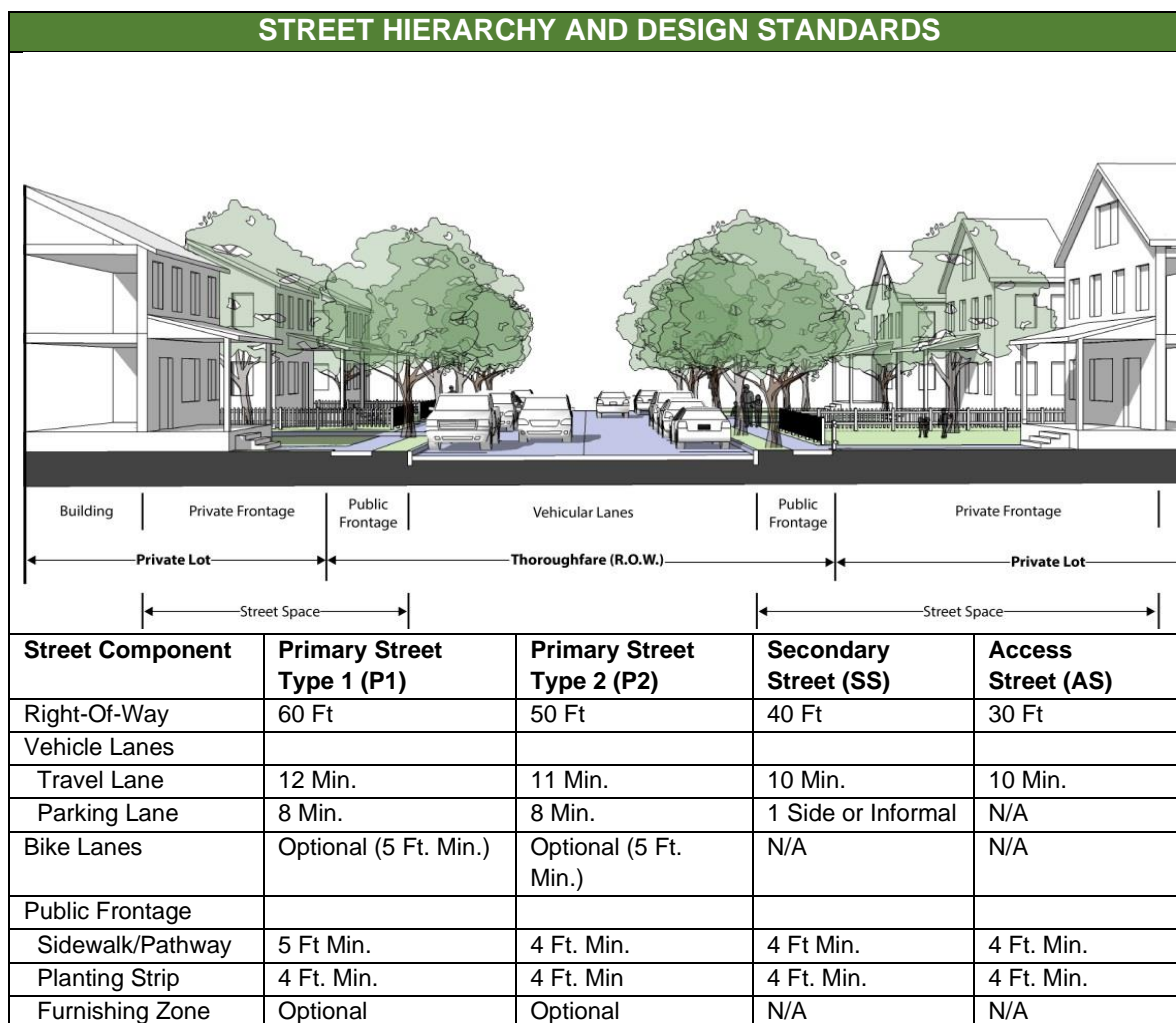 STREET HIERARCHY AND DESIGN STANDARDS
Building Private Frontage Public Frontage Vehicular Lanes Public Frontage Private Frontage
Private Lot Thoroughfare (R.O.W.) Private Lot
Street Space Street Space
Street Component Primary Street Type 1 (P1) Primary Street Type 2 (P2) Secondary Street (SS) Access Street (AS)
Right-Of-Way 60 Ft 50 Ft 40 Ft 30 Ft
Vehicle Lanes
Travel Lane 12 Min. 11 Min. 10 Min. 10 Min.
Parking Lane 8 Min. 8 Min. 1 Side or Informal N/A
Bike Lanes Optional (5 Ft. Min.) Optional (5 Ft. Min.) N/A N/A
Public Frontage
Sidewalk/Pathway 5 Ft Min. 4 Ft. Min. 4 Ft Min. 4 Ft. Min.
Planting Strip 4 Ft. Min. 4 Ft. Min 4 Ft. Min. 4 Ft. Min.
Furnishing Zone Optional Optional N/A N/A